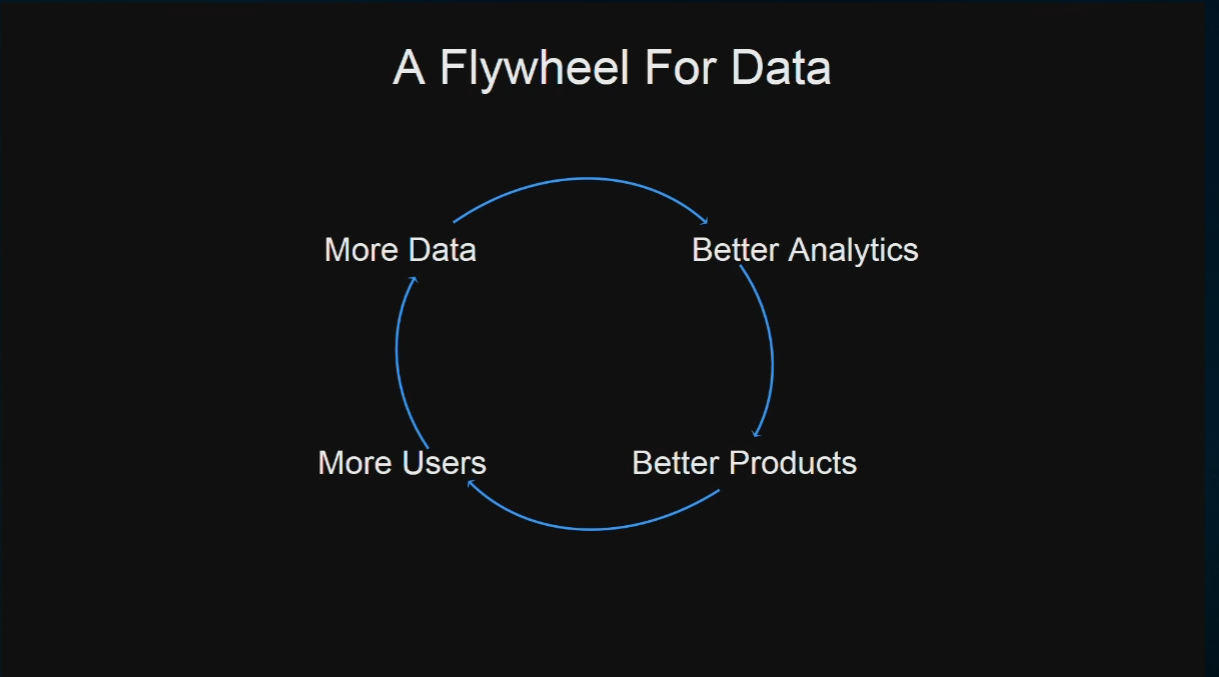 A Flywheel For Data
More Data
Better Analytics
More Users
Better Products